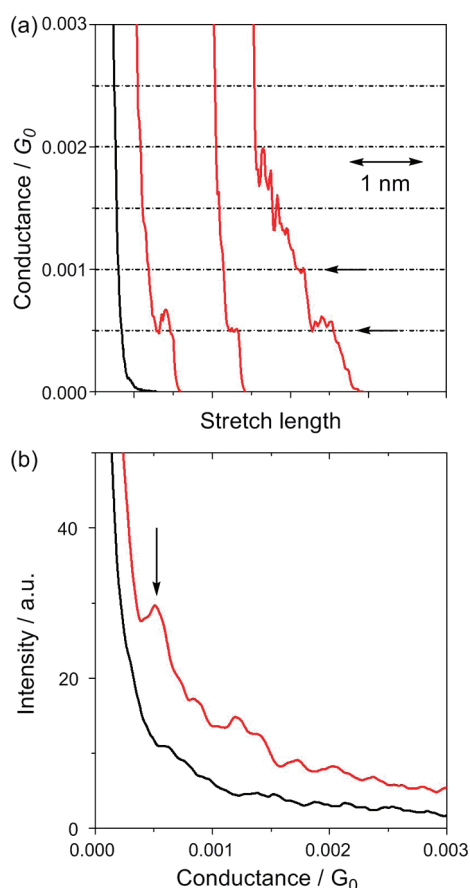 (a)
0.003
0.002
0.001
0.000
Conductance / G0
1 nm
Stretch length
(b)
40
20
0
Intensity / a.u.
0.000
0.001
0.002
0.003
Conductance / G0